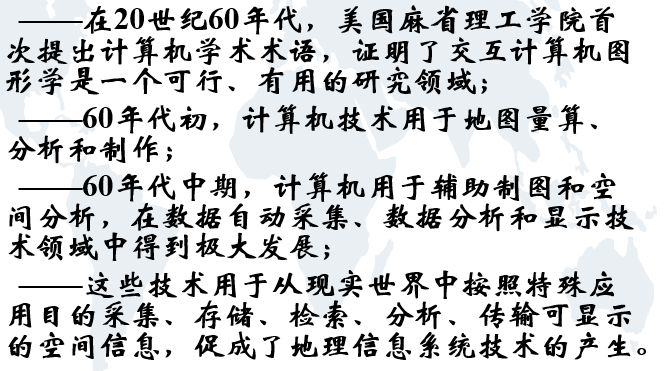 ——在20世纪60年代，美国麻省理工学院首
次提出计算机学术术语，证明了交互计算机图
形学是一个可行、有用的研究领域；
——60年代初，计算机技术用于地图量算、
分析和制作；
——60年代中期，计算机用于辅助制图和空
间分析，在数据自动采集、数据分析和显示技
术领域中得到极大发展；
——这些技术用于从现实世界中按照特殊应
用目的采集、存储、检索、分析、传输可显示
的空间信息，促成了地理信息系统技术的产生。